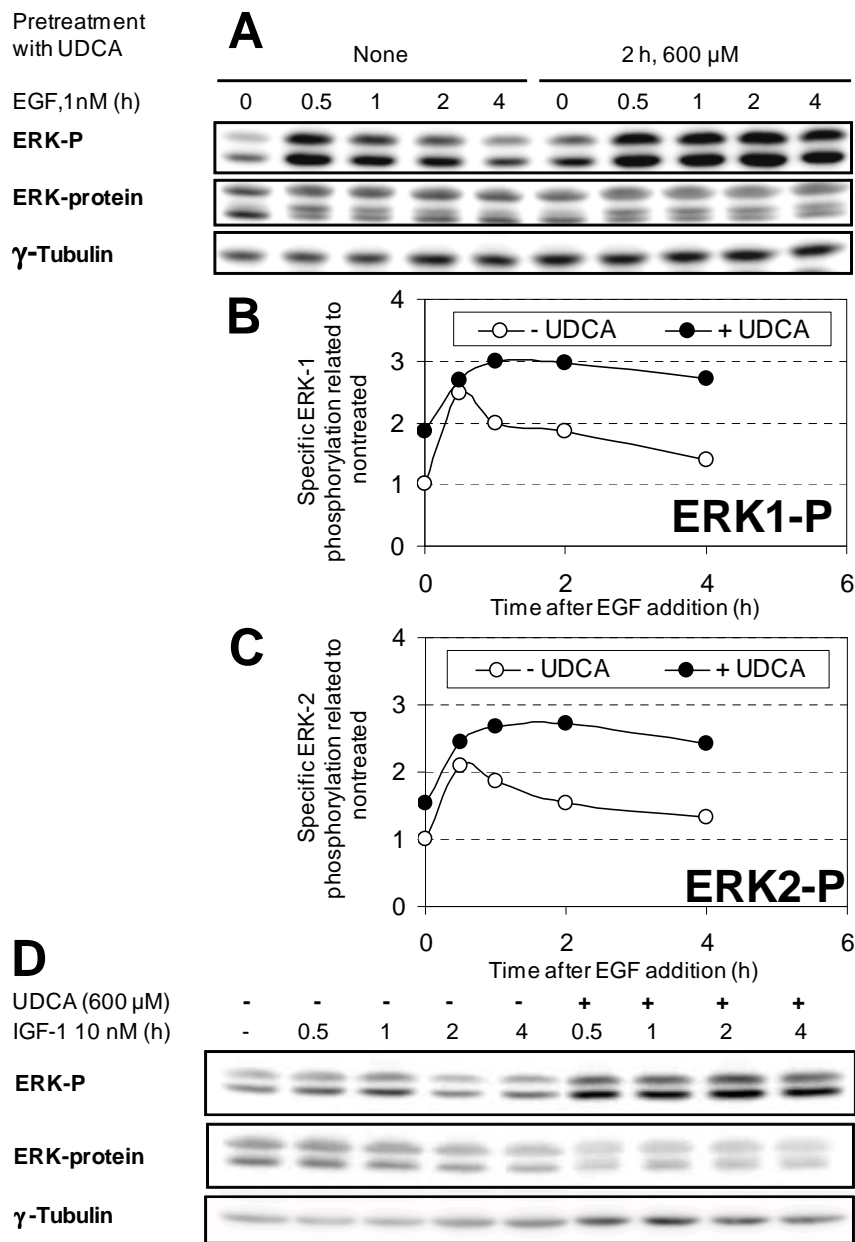 Pretreatment
with UDCA
A
None
2 h, 600 µM
EGF,1nM (h)
0 0.5 1 2 4 0 0.5 1 2 4
ERK-P
ERK-protein
γ-Tubulin
B
4
3
2
1
0
- UDCA + UDCA
Specific ERK-1
phosphorylation related to
nontreated
ERK1-P
0 2 4 6
Time after EGF addition (h)
C
4
3
2
1
0
- UDCA + UDCA
Specific ERK-2
phosphorylation related to
nontreated
ERK2-P
0 2 4 6
Time after EGF addition (h)
D
UDCA (600 µM) - - - - - + + + +
IGF-1 10 nM (h) - 0.5 1 2 4 0.5 1 2 4
ERK-P
ERK-protein
γ-Tubulin